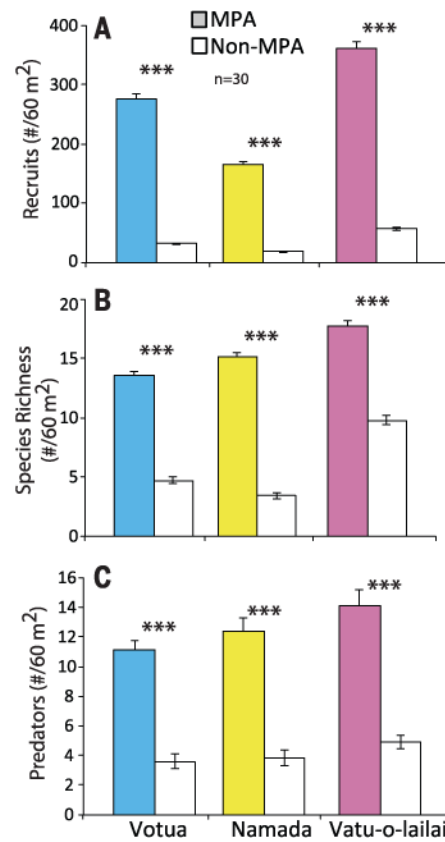 A
MPA
Non-MPA
n=30
400
300
200
100
0
Recruits (#/60 m²)
***
***
***
B
20
15
10
5
0
Species Richness
(#/60 m²)
***
***
***
C
16
14
12
10
8
6
4
2
0
Predators (#/60 m²)
***
***
***
Votua Namada Vatu-o-lailai